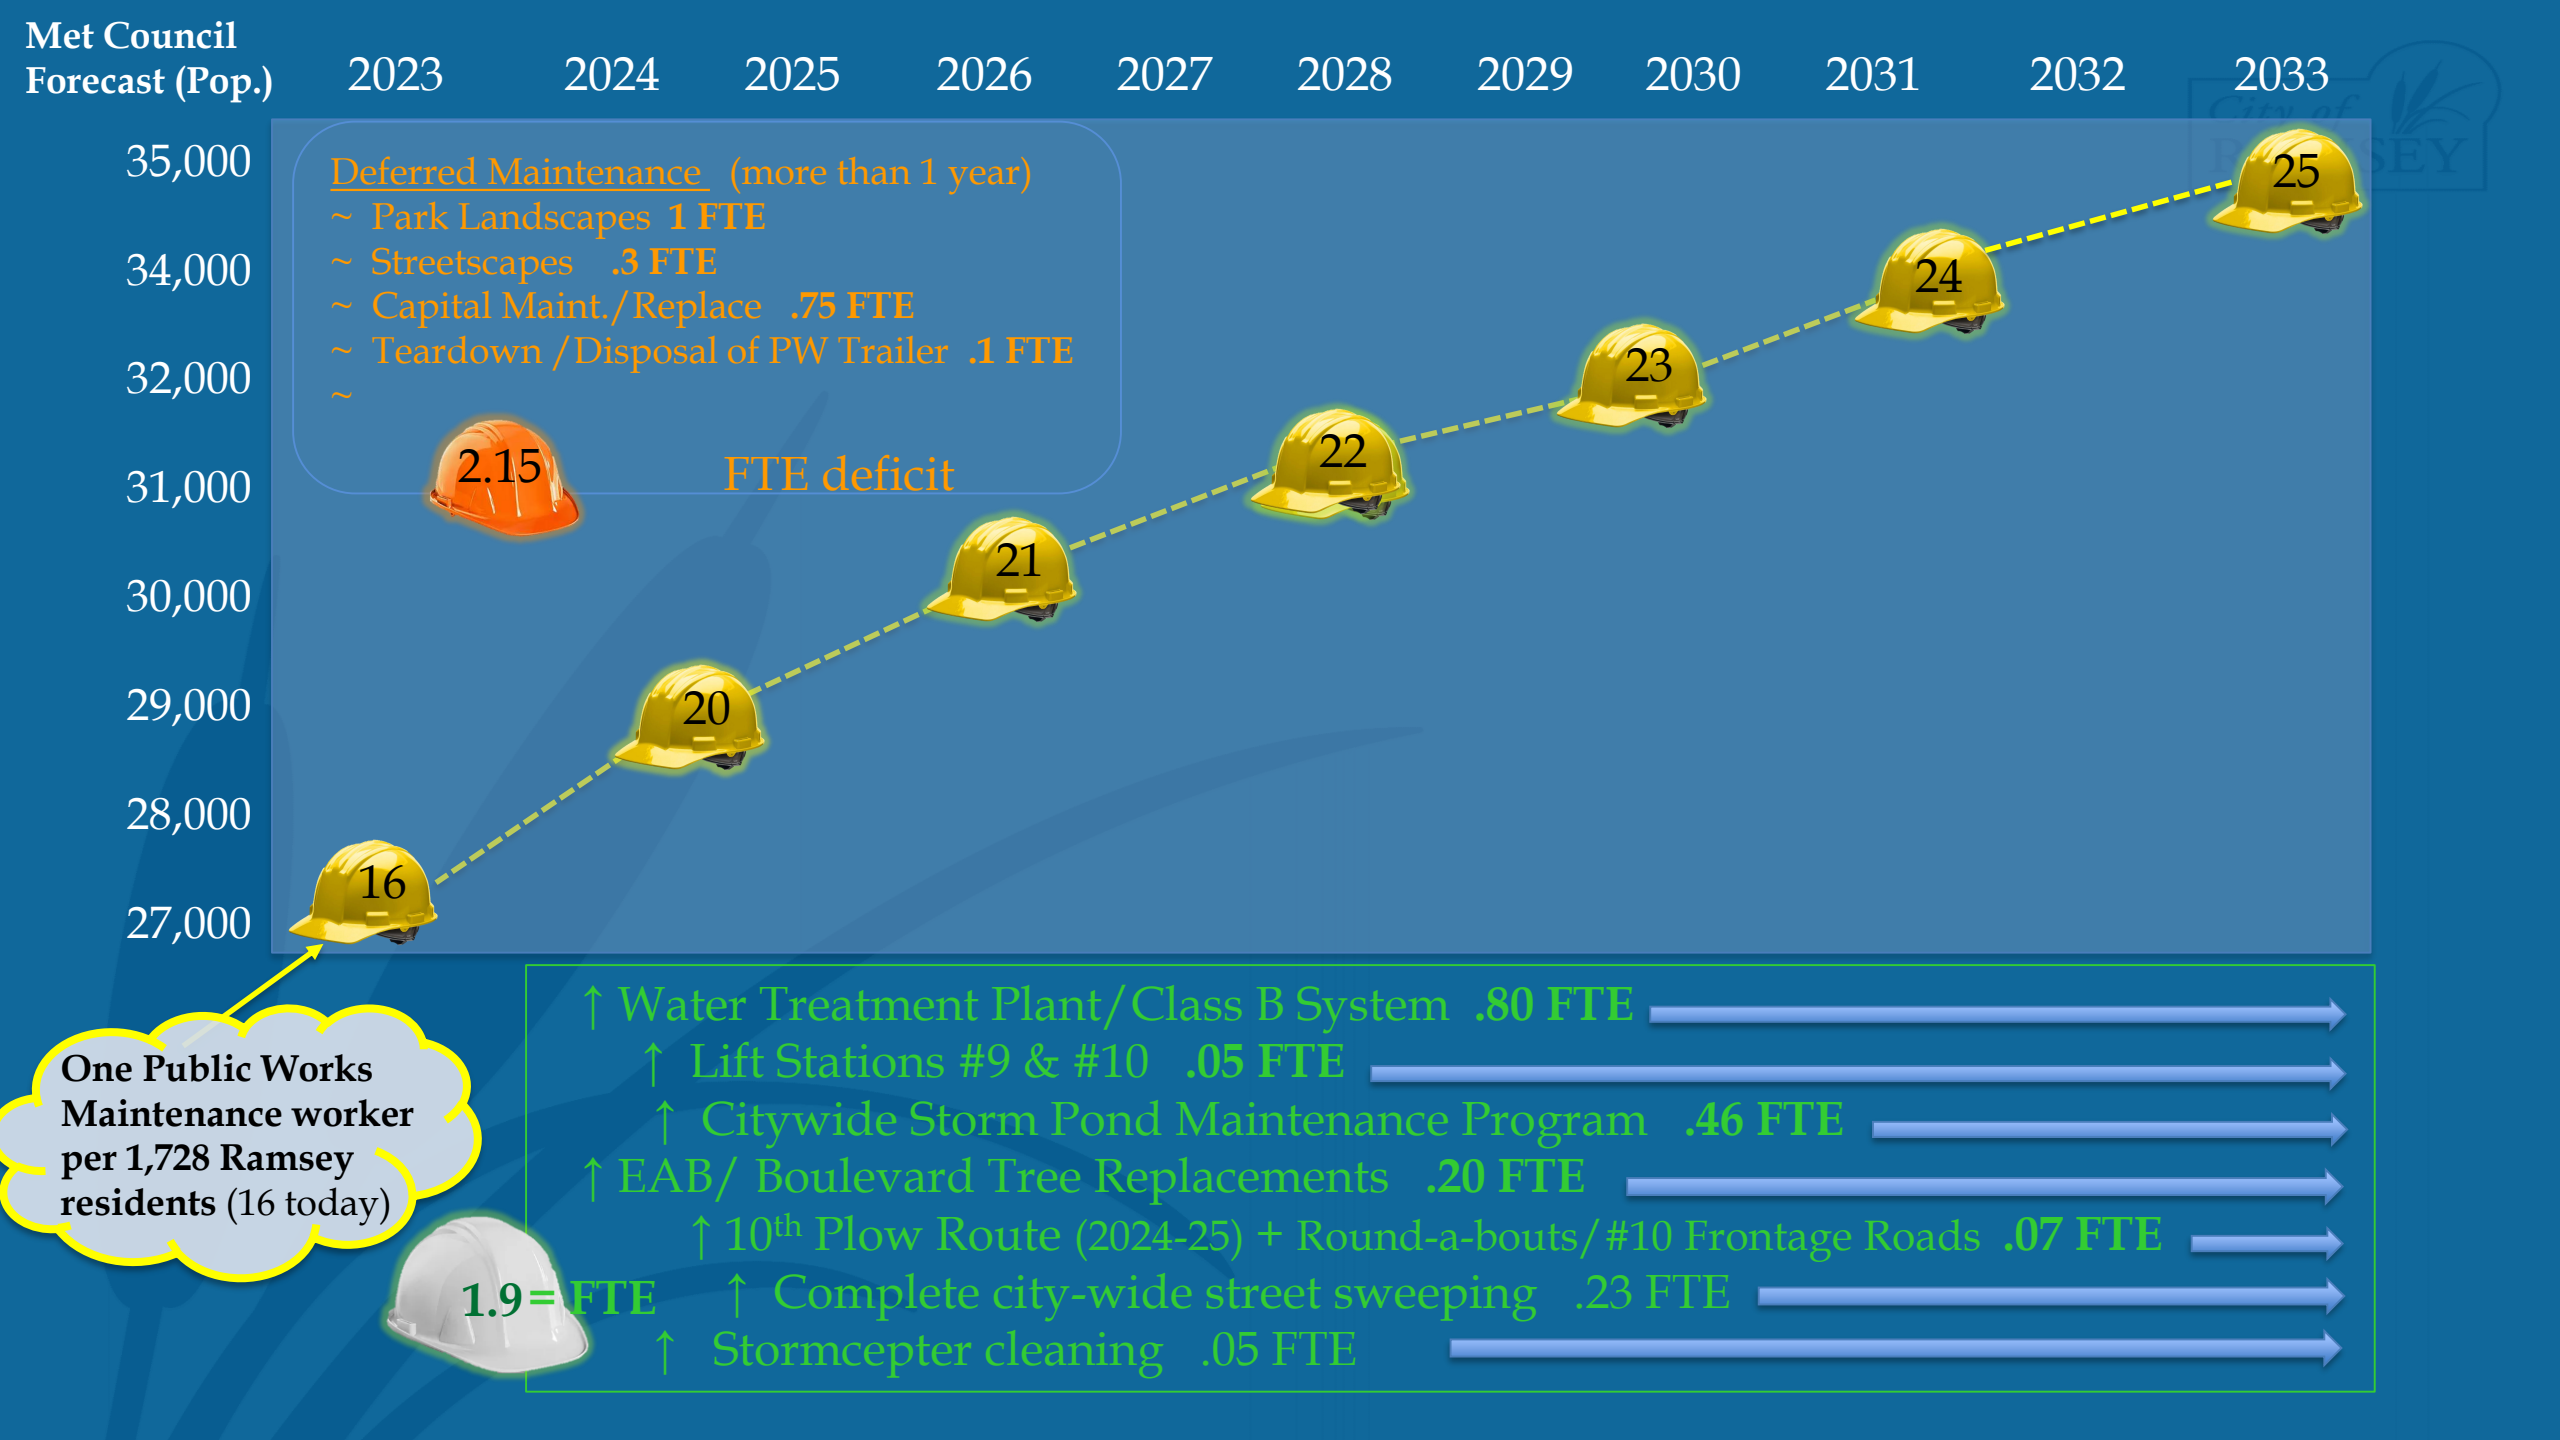 Met Council
Forecast (Pop.)
2023 2024 2025 2026 2027 2028 2029 2030 2031 2032 2033
35,000
34,000
32,000
31,000
30,000
29,000
28,000
27,000
Deferred Maintenance (more than 1 year)
~ Park Landscapes 1 FTE
~ Streetscapes .3 FTE
~ Capital Maint./Replace .75 FTE
~ Teardown /Disposal of PW Trailer .1 FTE
~
2.15 FTE deficit
City of
25
24
23
22
21
20
16
One Public Works
Maintenance worker
per 1,728 Ramsey
residents (16 today)
↑ Water Treatment Plant/Class B System .80 FTE
↑ Lift Stations #9 & #10 .05 FTE
↑ Citywide Storm Pond Maintenance Program .46 FTE
↑ EAB/ Boulevard Tree Replacements .20 FTE
↑ 10th Plow Route (2024-25) + Round-a-bouts/#10 Frontage Roads .07 FTE
1.9 = FTE ↑ Complete city-wide street sweeping .23 FTE
↑ Stormcepter cleaning .05 FTE